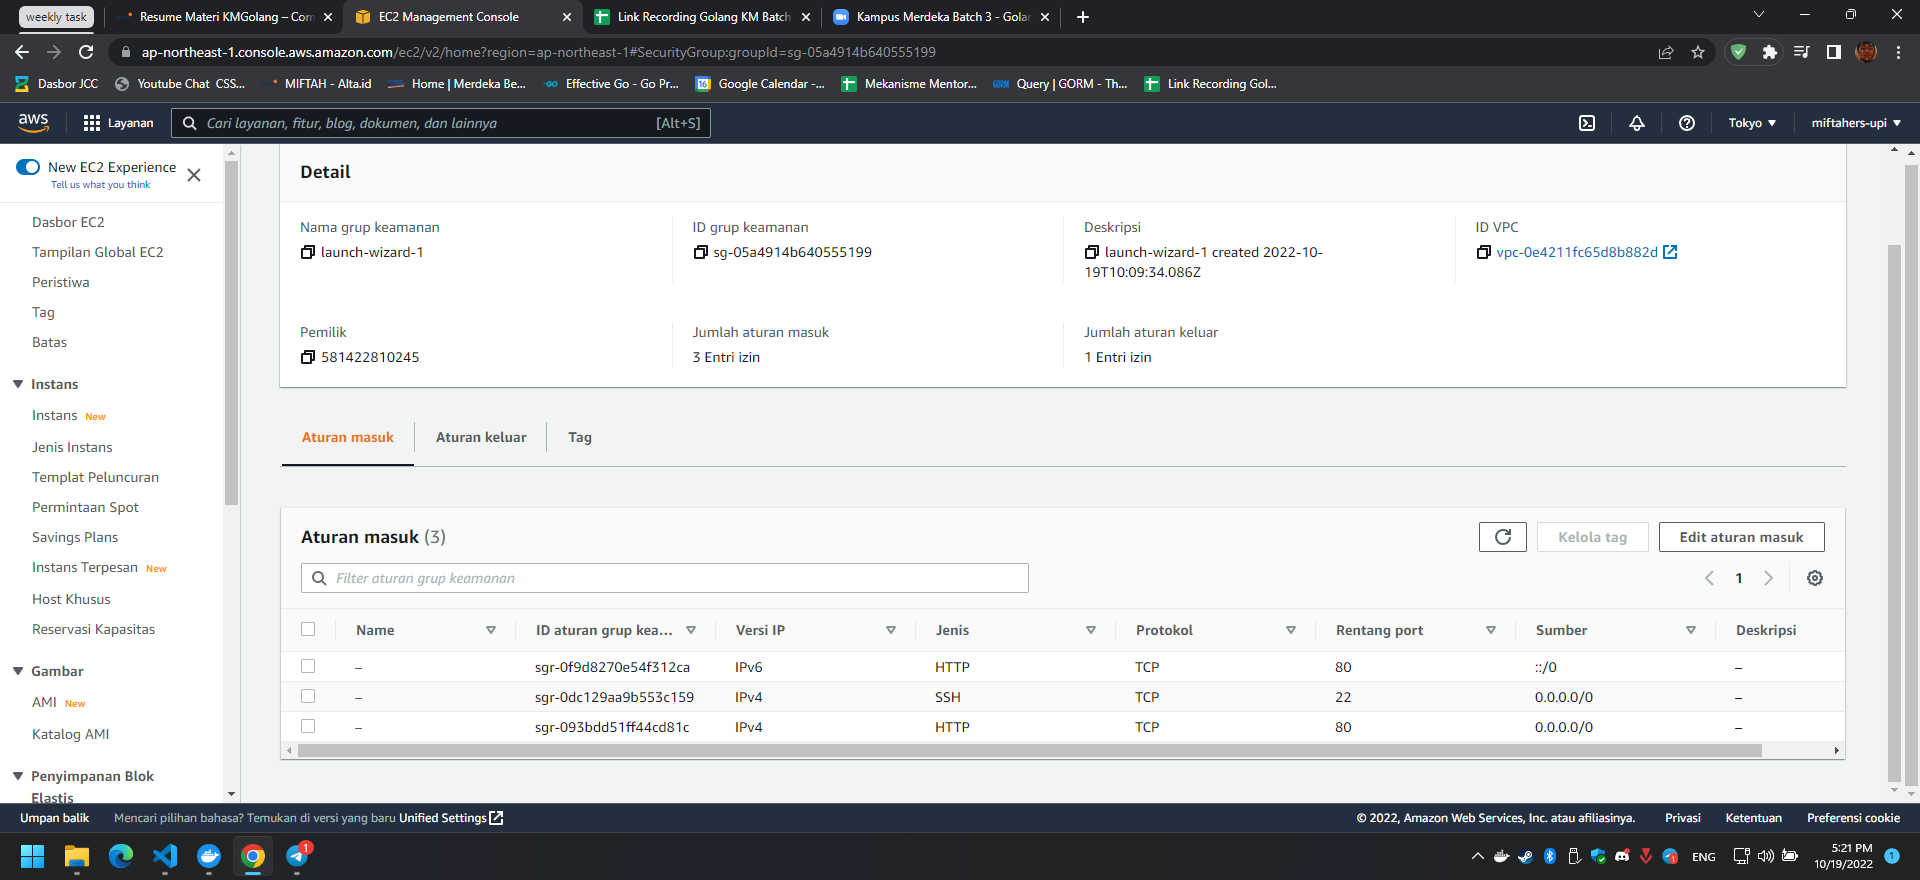 weekly task
Resume Materi KMGolang – Com
EC2 Management Console
Link Recording Golang KM Batch
Kampus Merdeka Batch 3 - Golan
ap-northeast-1.console.aws.amazon.com/ec2/v2/home?region=ap-northeast-1#SecurityGroup:groupId=sg-05a4914b640555199
Dasbor JCC
Youtube Chat CSS...
MIFTAH - Alta.id
Home | Merdeka Be...
Effective Go - Go Pr...
Google Calendar -...
Mekanisme Mentor...
Query | GORM - Th...
Link Recording Gol...
aws
Layanan
Cari layanan, fitur, blog, dokumen, dan lainnya
[Alt+S]
Tokyo
miftahers-upi
New EC2 Experience
Tell us what you think
Dasbor EC2
Tampilan Global EC2
Peristiwa
Tag
Batas
Instans
Instans New
Jenis Instans
Templat Peluncuran
Permintaan Spot
Savings Plans
Instans Terpesan New
Host Khusus
Reservasi Kapasitas
Gambar
AMI New
Katalog AMI
Penyimpanan Blok
Elastis
Detail
Nama grup keamanan
launch-wizard-1
ID grup keamanan
sg-05a4914b640555199
Deskripsi
launch-wizard-1 created 2022-10-
19T10:09:34.086Z
ID VPC
vpc-0e4211fc65d8b882d
Pemilik
581422810245
Jumlah aturan masuk
3 Entri izin
Jumlah aturan keluar
1 Entri izin
Aturan masuk
Aturan keluar
Tag
Aturan masuk (3)
Kelola tag
Edit aturan masuk
Filter aturan grup keamanan
1
Name ID aturan grup kea... Versi IP Jenis Protokol Rentang port Sumber Deskripsi
– sgr-0f9d8270e54f312ca IPv6 HTTP TCP 80 ::/0 –
– sgr-0dc129aa9b553c159 IPv4 SSH TCP 22 0.0.0.0/0 –
– sgr-093bdd51ff44cd81c IPv4 HTTP TCP 80 0.0.0.0/0 –
Umpan balik
Mencari pilihan bahasa? Temukan di versi yang baru Unified Settings
© 2022, Amazon Web Services, Inc. atau afiliasinya.
Privasi
Ketentuan
Preferensi cookie
1
ENG
5:21 PM
10/19/2022
1